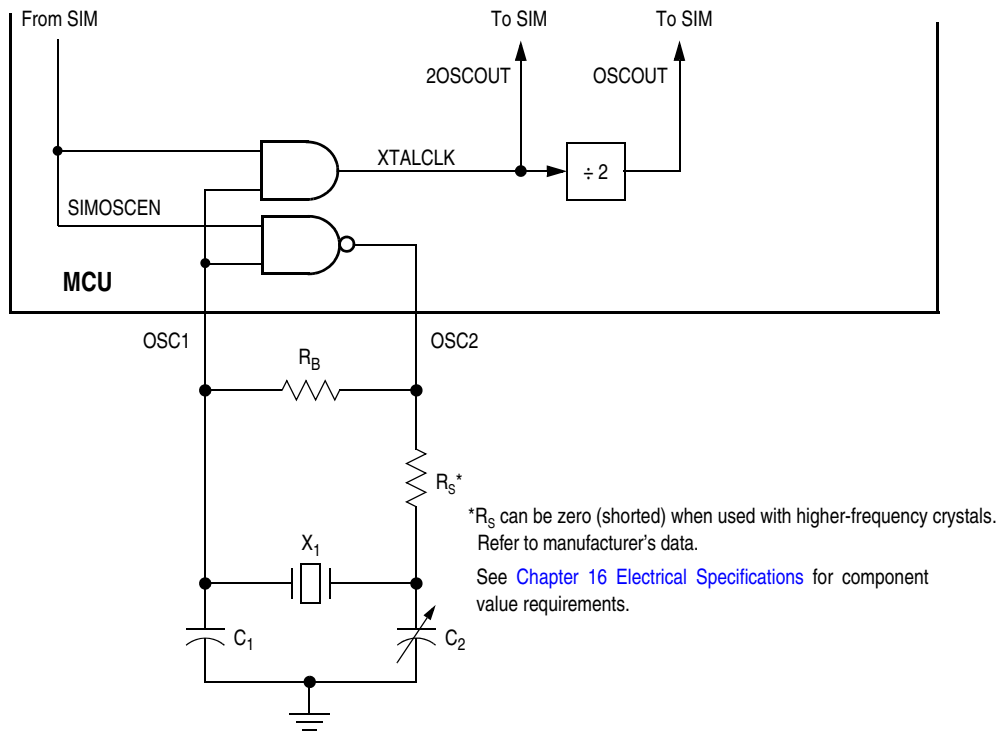 From SIM
To SIM
To SIM
2OSCOUT
OSCOUT
XTALCLK
÷ 2
SIMOSCEN
MCU
OSC1
OSC2
R_B
R_S*
*R_S can be zero (shorted) when used with higher-frequency crystals.
Refer to manufacturer's data.
X_1
See Chapter 16 Electrical Specifications for component
value requirements.
C_1
C_2